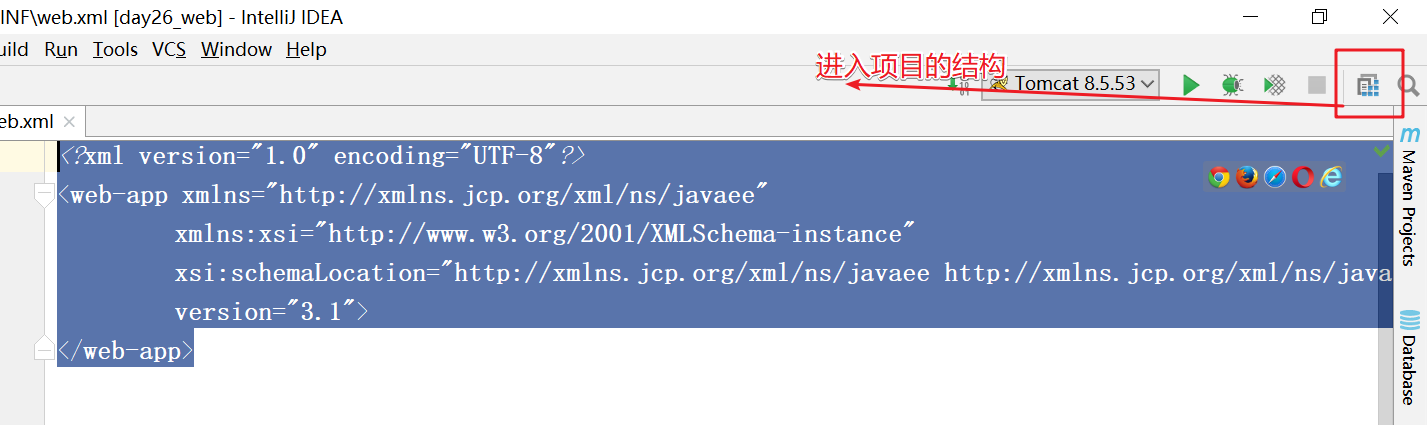 INF\web.xml [day26_web] - IntelliJ IDEA
uild Run Tools VCS Window Help
进入项目的结构
Tomcat 8.5.53
eb.xml
<?xml version="1.0" encoding="UTF-8"?>
<web-app xmlns="http://xmlns.jcp.org/xml/ns/javaee"
xmlns:xsi="http://www.w3.org/2001/XMLSchema-instance"
xsi:schemaLocation="http://xmlns.jcp.org/xml/ns/javaee http://xmlns.jcp.org/xml/ns/java
version="3.1">
</web-app>
m Maven Projects
Database